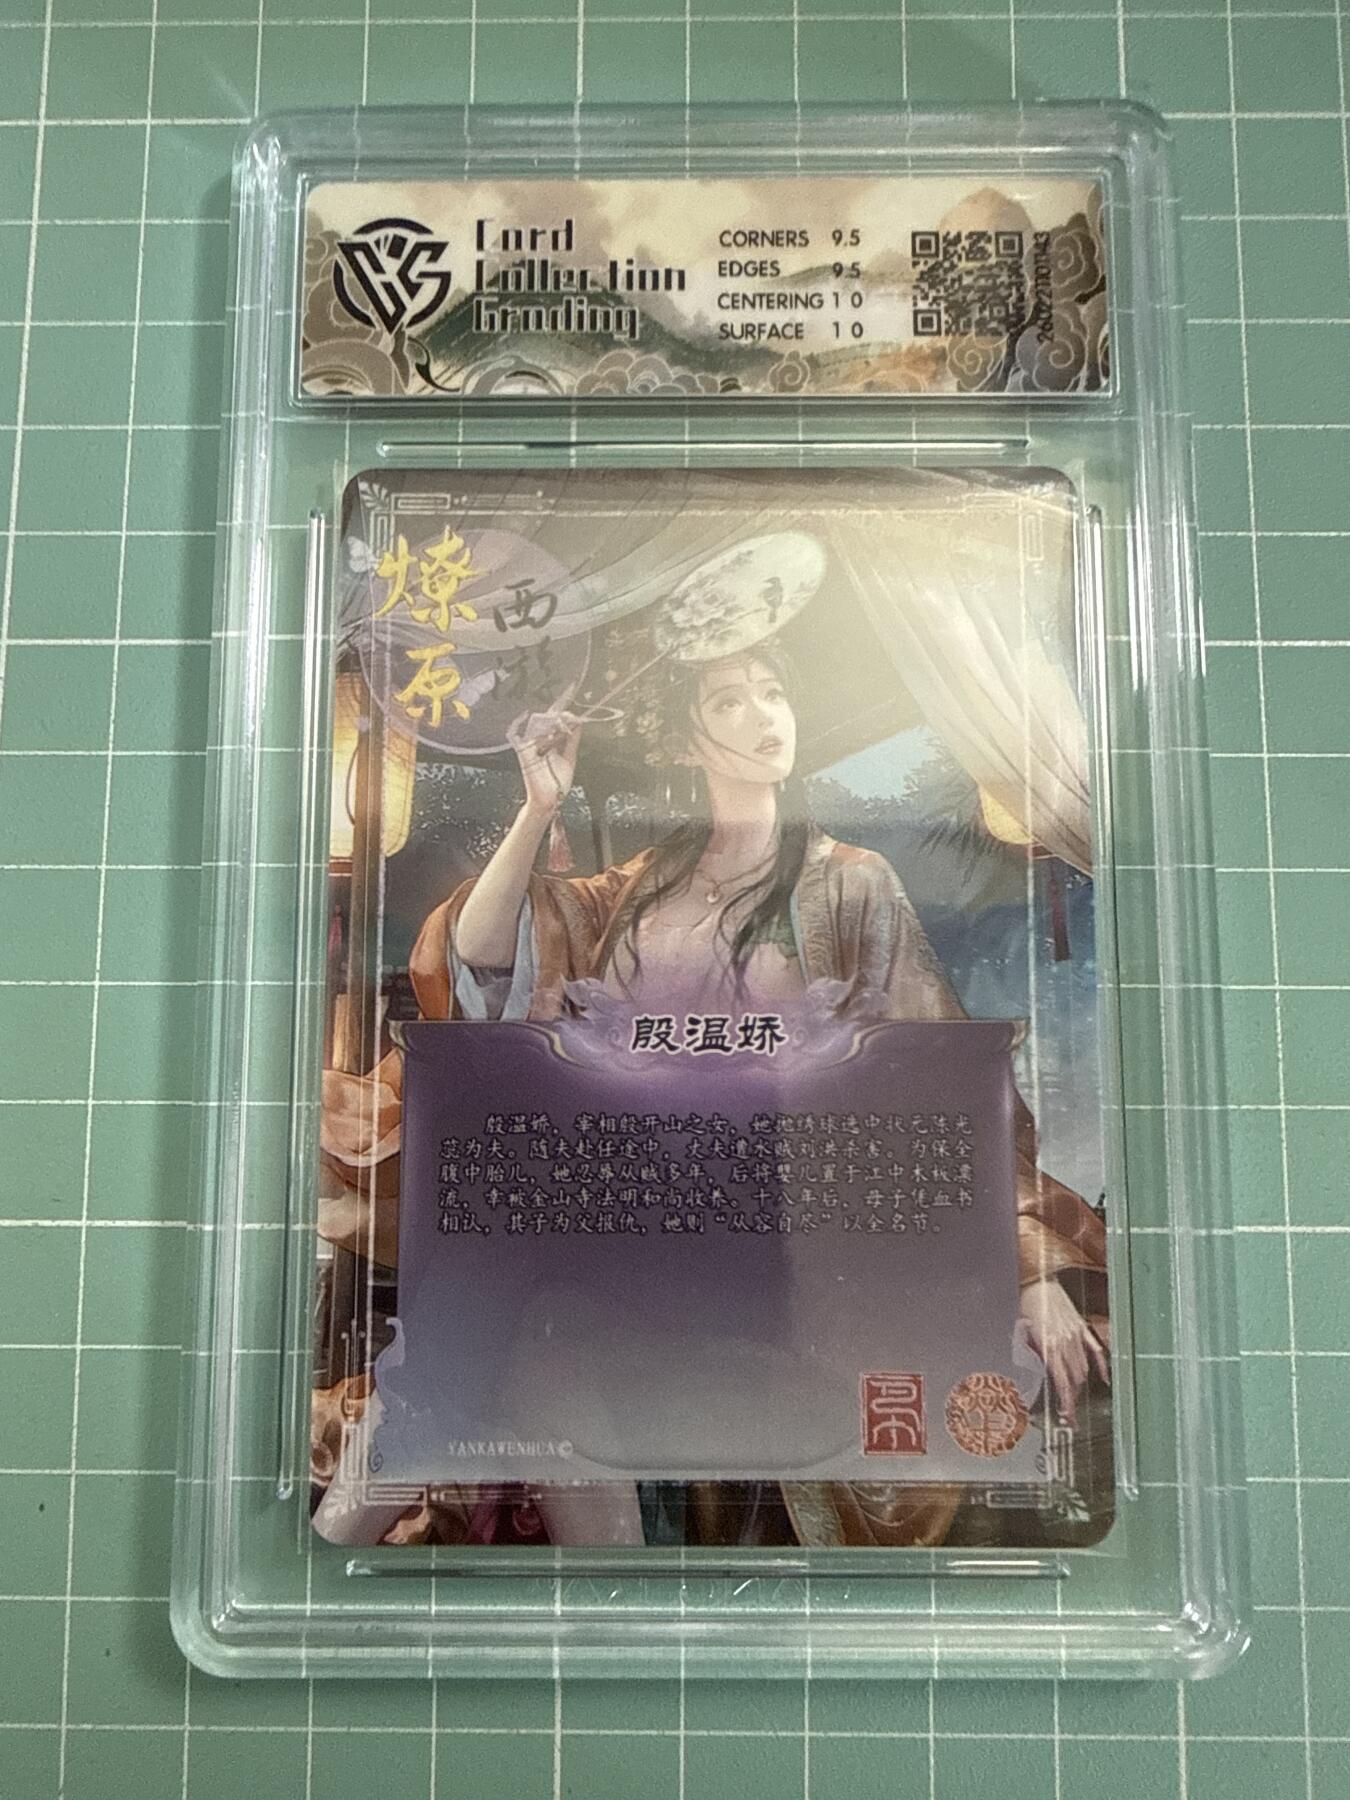 CCG
Card
Collection
Grading
CORNERS 9.5
EDGES 9.5
CENTERING 10
SURFACE 10
燎原
西游
殷温娇
殷温娇，宰相殷开山之女，她抛绣球选中状元陈光
蕊为夫。随夫赴任途中，丈夫遭水贼刘洪杀害。为保全
腹中胎儿，她忍辱从贼多年，后将婴儿置于江中木板漂
流，幸被金山寺法明和尚收养。十八年后，母子凭血书
相认，其子为父报仇，她则“从容自尽”以全名节。
YANKAWENHUA©